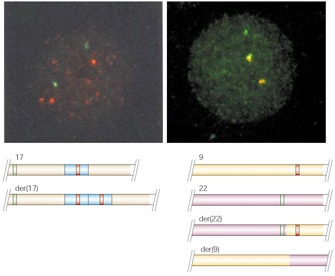 17
der(17)
9
22
der(22)
der(9)